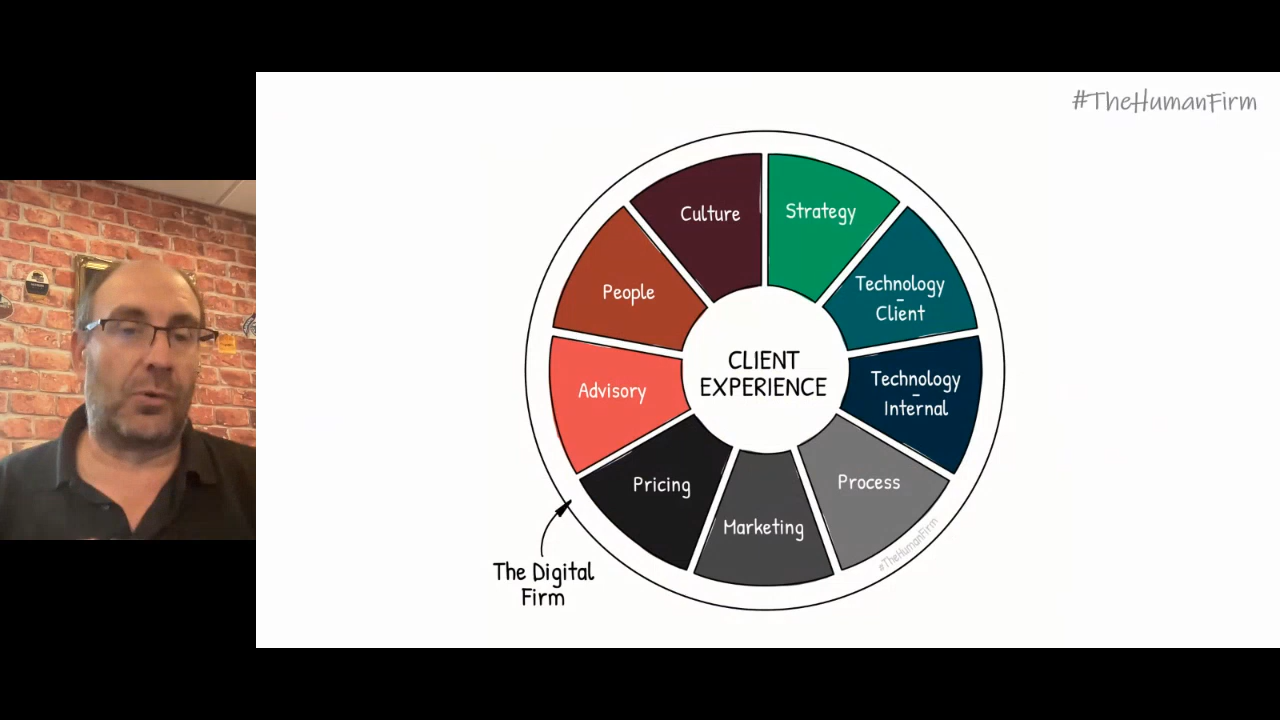 #TheHumanFirm
Culture
Strategy
People
Technology
–
Client
CLIENT
EXPERIENCE
Advisory
Technology
–
Internal
Pricing
Process
Marketing
#TheHumanFirm
The Digital
Firm